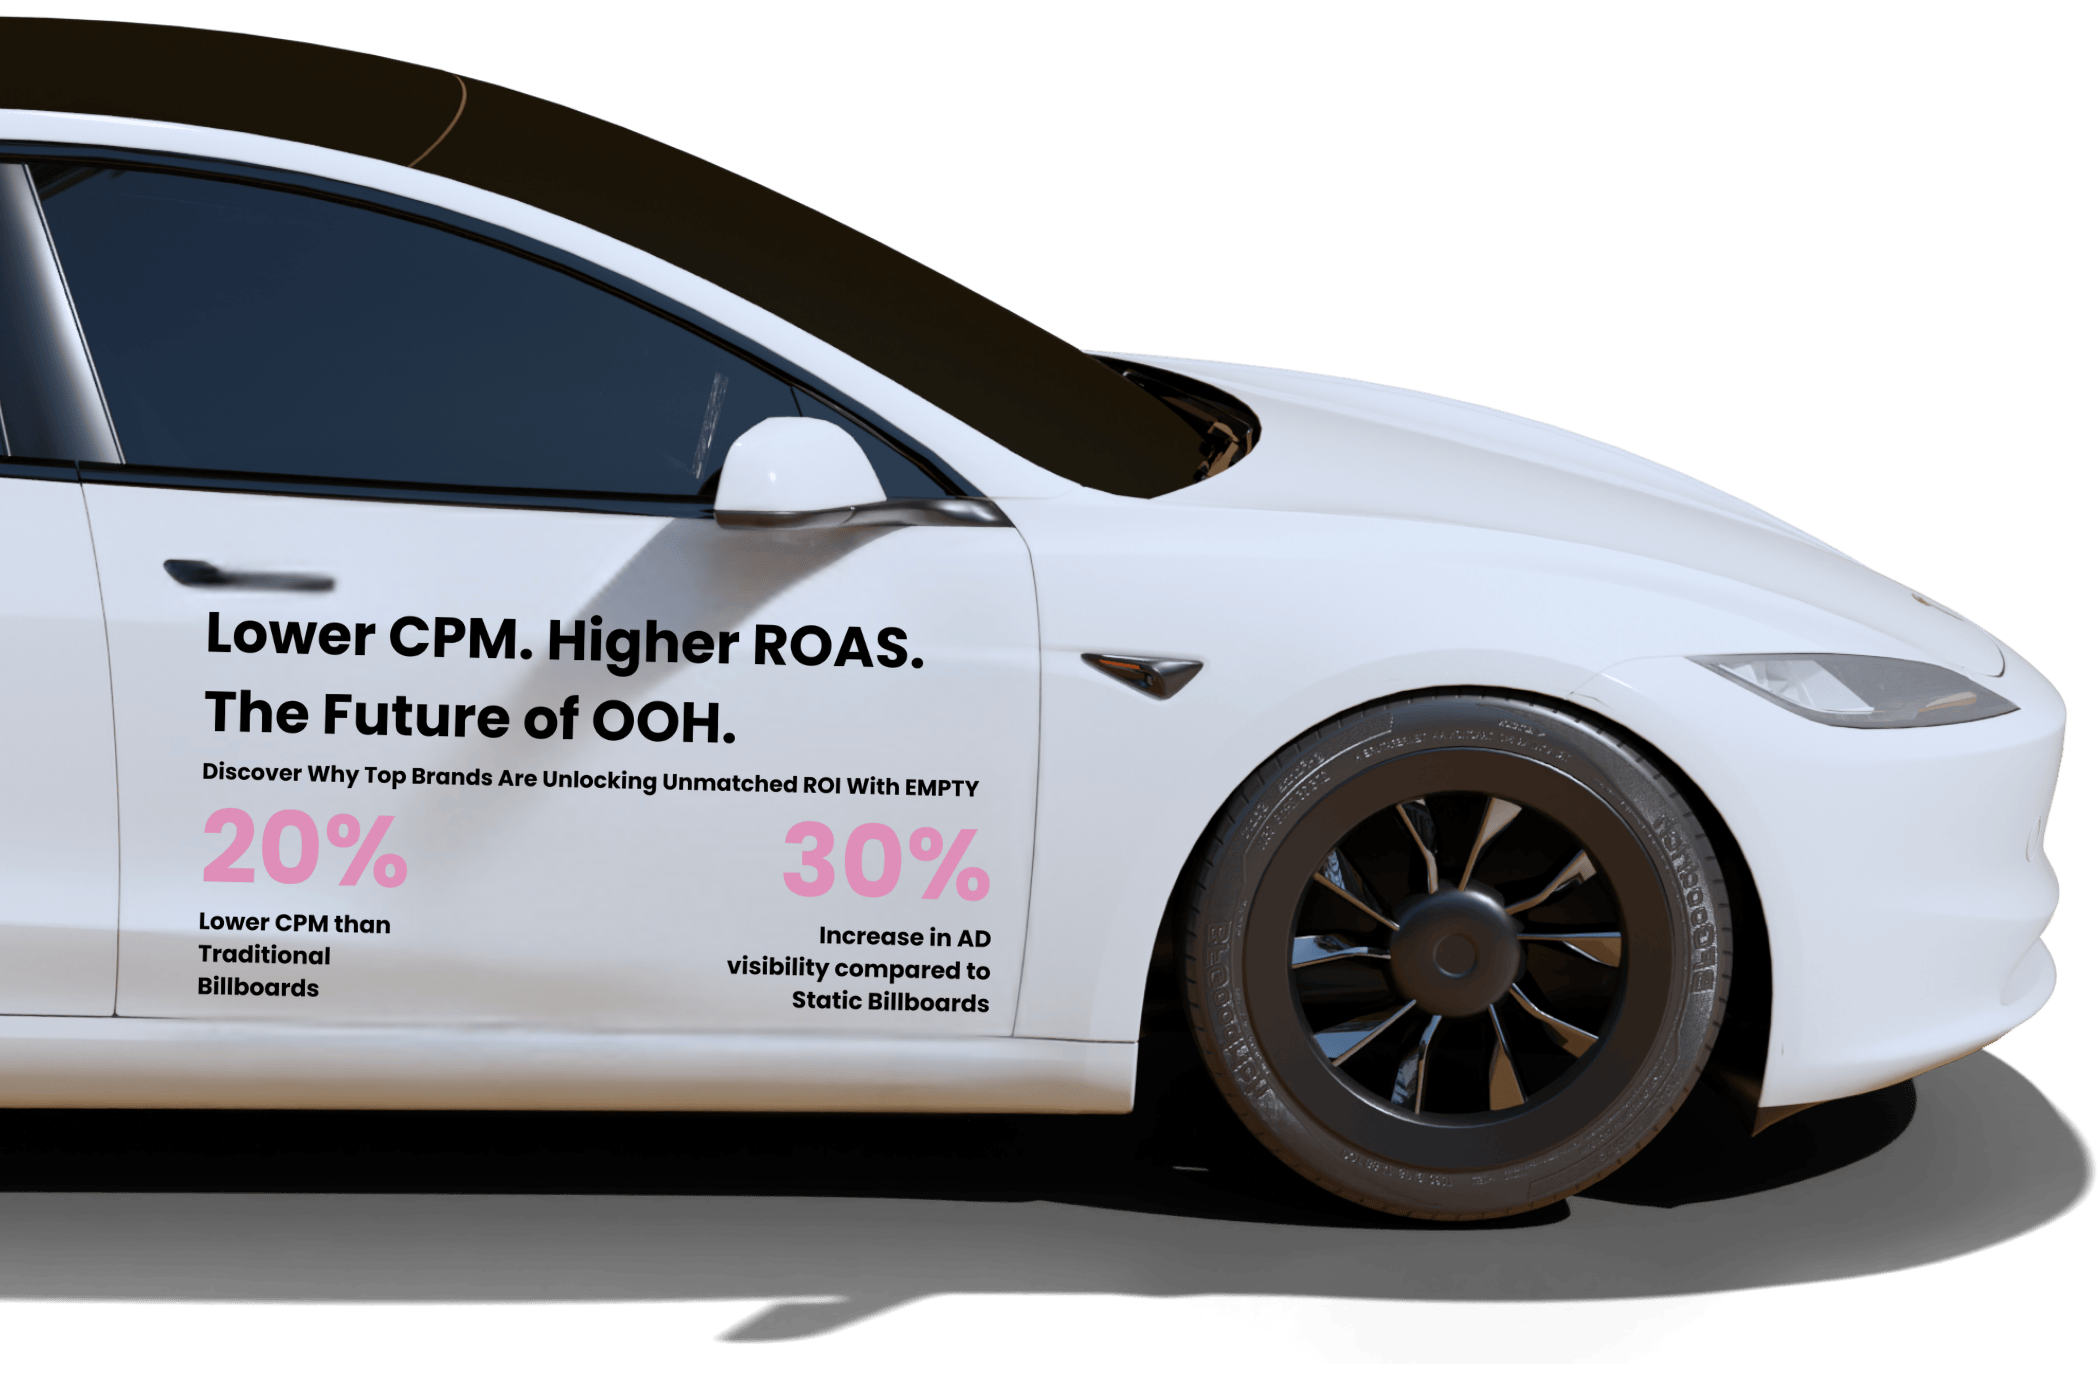 Lower CPM. Higher ROAS.
The Future of OOH.
Discover Why Top Brands Are Unlocking Unmatched ROI With EMPTY
20%
Lower CPM than
Traditional
Billboards
30%
Increase in AD
visibility compared to
Static Billboards